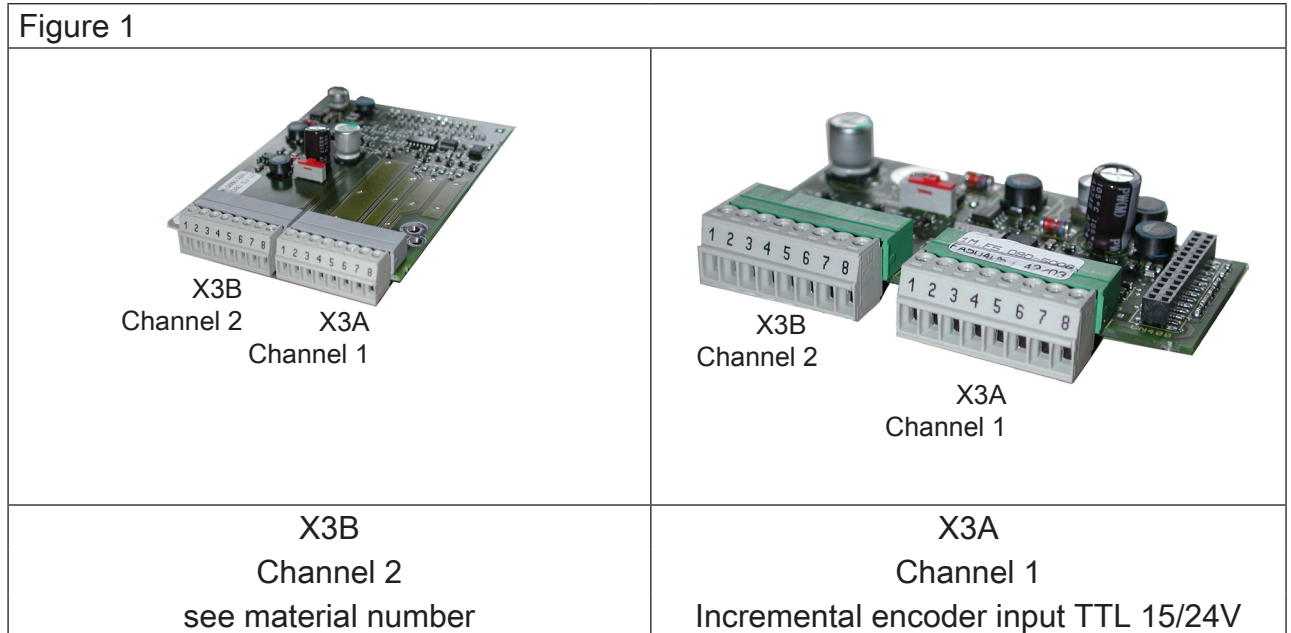 Figure 1
1 2 3 4 5 6 7 8
1 2 3 4 5 6 7 8
X3B
Channel 2
X3A
Channel 1
1 2 3 4 5 6 7 8
1 2 3 4 5 6 7 8
X3B
Channel 2
X3A
Channel 1
X3B
Channel 2
see material number
X3A
Channel 1
Incremental encoder input TTL 15/24V